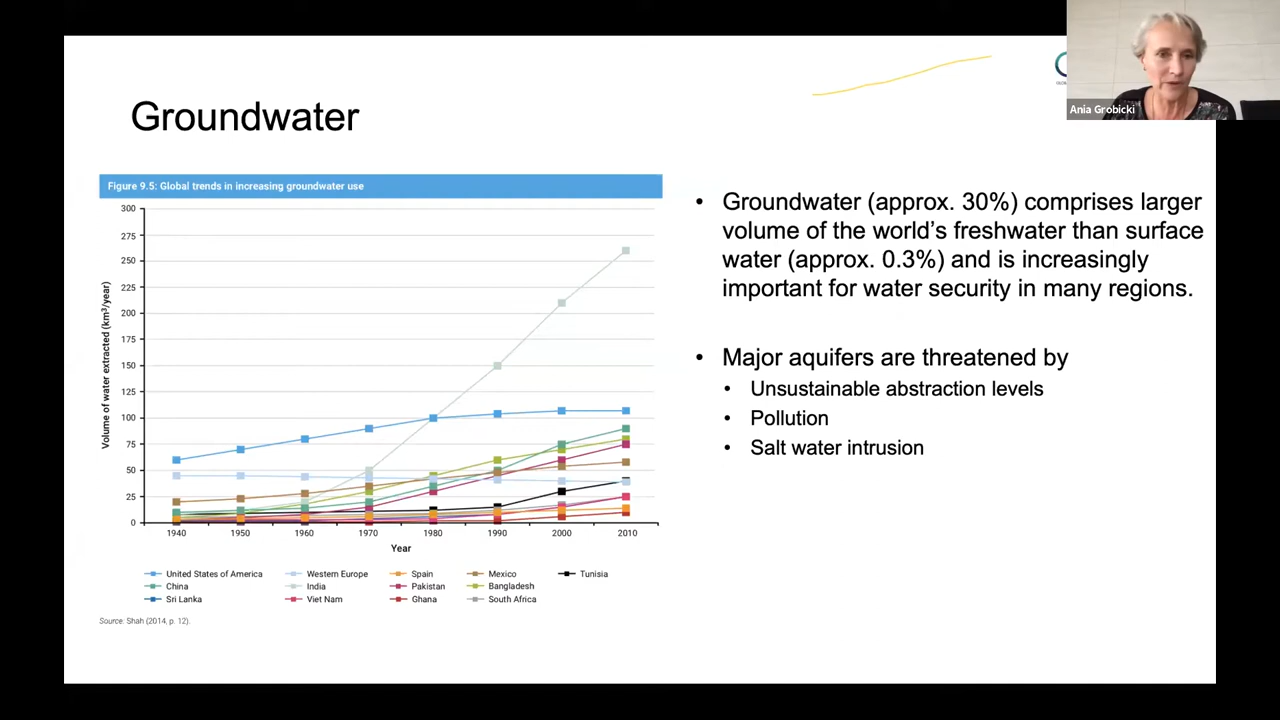 Ania Grobicki
Groundwater
Figure 9.5: Global trends in increasing groundwater use
300
275
250
225
200
175
150
125
100
75
50
25
0
Volume of water extracted (km³/year)
1940 1950 1960 1970 1980 1990 2000 2010
Year
United States of America Western Europe Spain Mexico Tunisia
China India Pakistan Bangladesh
Sri Lanka Viet Nam Ghana South Africa
Source: Shah (2014, p. 12).
• Groundwater (approx. 30%) comprises larger
volume of the world's freshwater than surface
water (approx. 0.3%) and is increasingly
important for water security in many regions.
• Major aquifers are threatened by
• Unsustainable abstraction levels
• Pollution
• Salt water intrusion